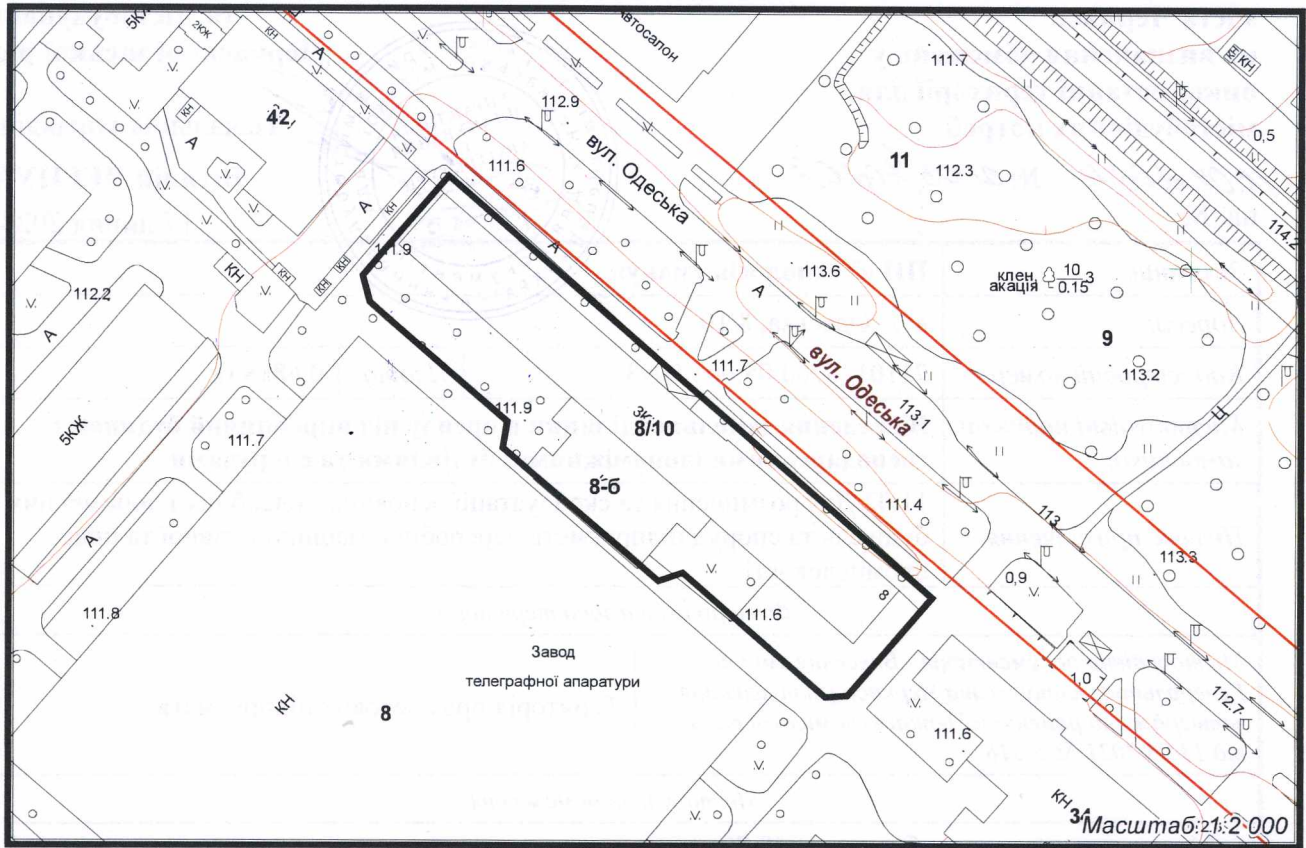 5КЖ
2КЖ
КН
А
Автосалон
111.7
КН
42
КН
А
112.9
вул. Одеська
11
112.3
0,5
111.6
КН
А
КН
111.9
КН
КН
КН
А
113.6
А
клен
акація
10
0.15
3
114.2
112.2
А
9
113.2
111.7
вул. Одеська
113.
5КЖ
111.7
111.9
8/10
8-б
111.4
113
113.3
А
0,9
8
111.8
111.6
Завод
телеграфної апаратури
КН
8
1,0
112.7
111.6
КН
Масштаб: 1:2 000